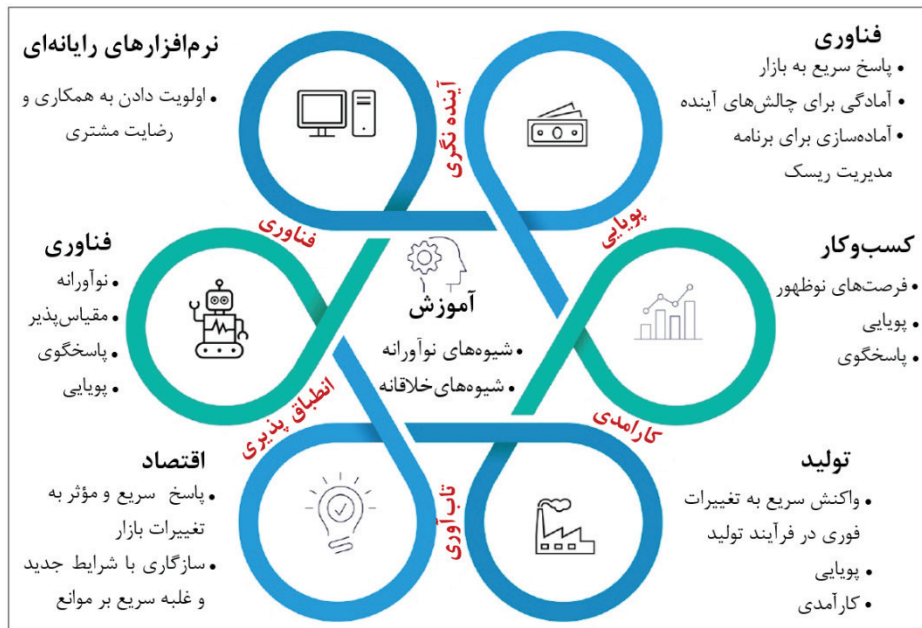 فناوری
• پاسخ سریع به بازار
• آمادگی برای چالش‌های آینده
• آماده‌سازی برای برنامه
مدیریت ریسک
نرم‌افزارهای رایانه‌ای
• اولویت دادن به همکاری و
رضایت مشتری
آینده نگری
پویایی
فناوری
کسب‌وکار
• فرصت‌های نوظهور
• پویایی
• پاسخگوی
آموزش
• شیوه‌های نوآورانه
• شیوه‌های خلاقانه
فناوری
• نوآورانه
• مقیاس‌پذیر
• پاسخگوی
• پویایی
کارامدی
تاب‌آوری
انطباق پذیری
تولید
• واکنش سریع به تغییرات
فوری در فرآیند تولید
• پویایی
• کارآمدی
اقتصاد
• پاسخ سریع و مؤثر به
تغییرات بازار
• سازگاری با شرایط جدید
و غلبه سریع بر موانع